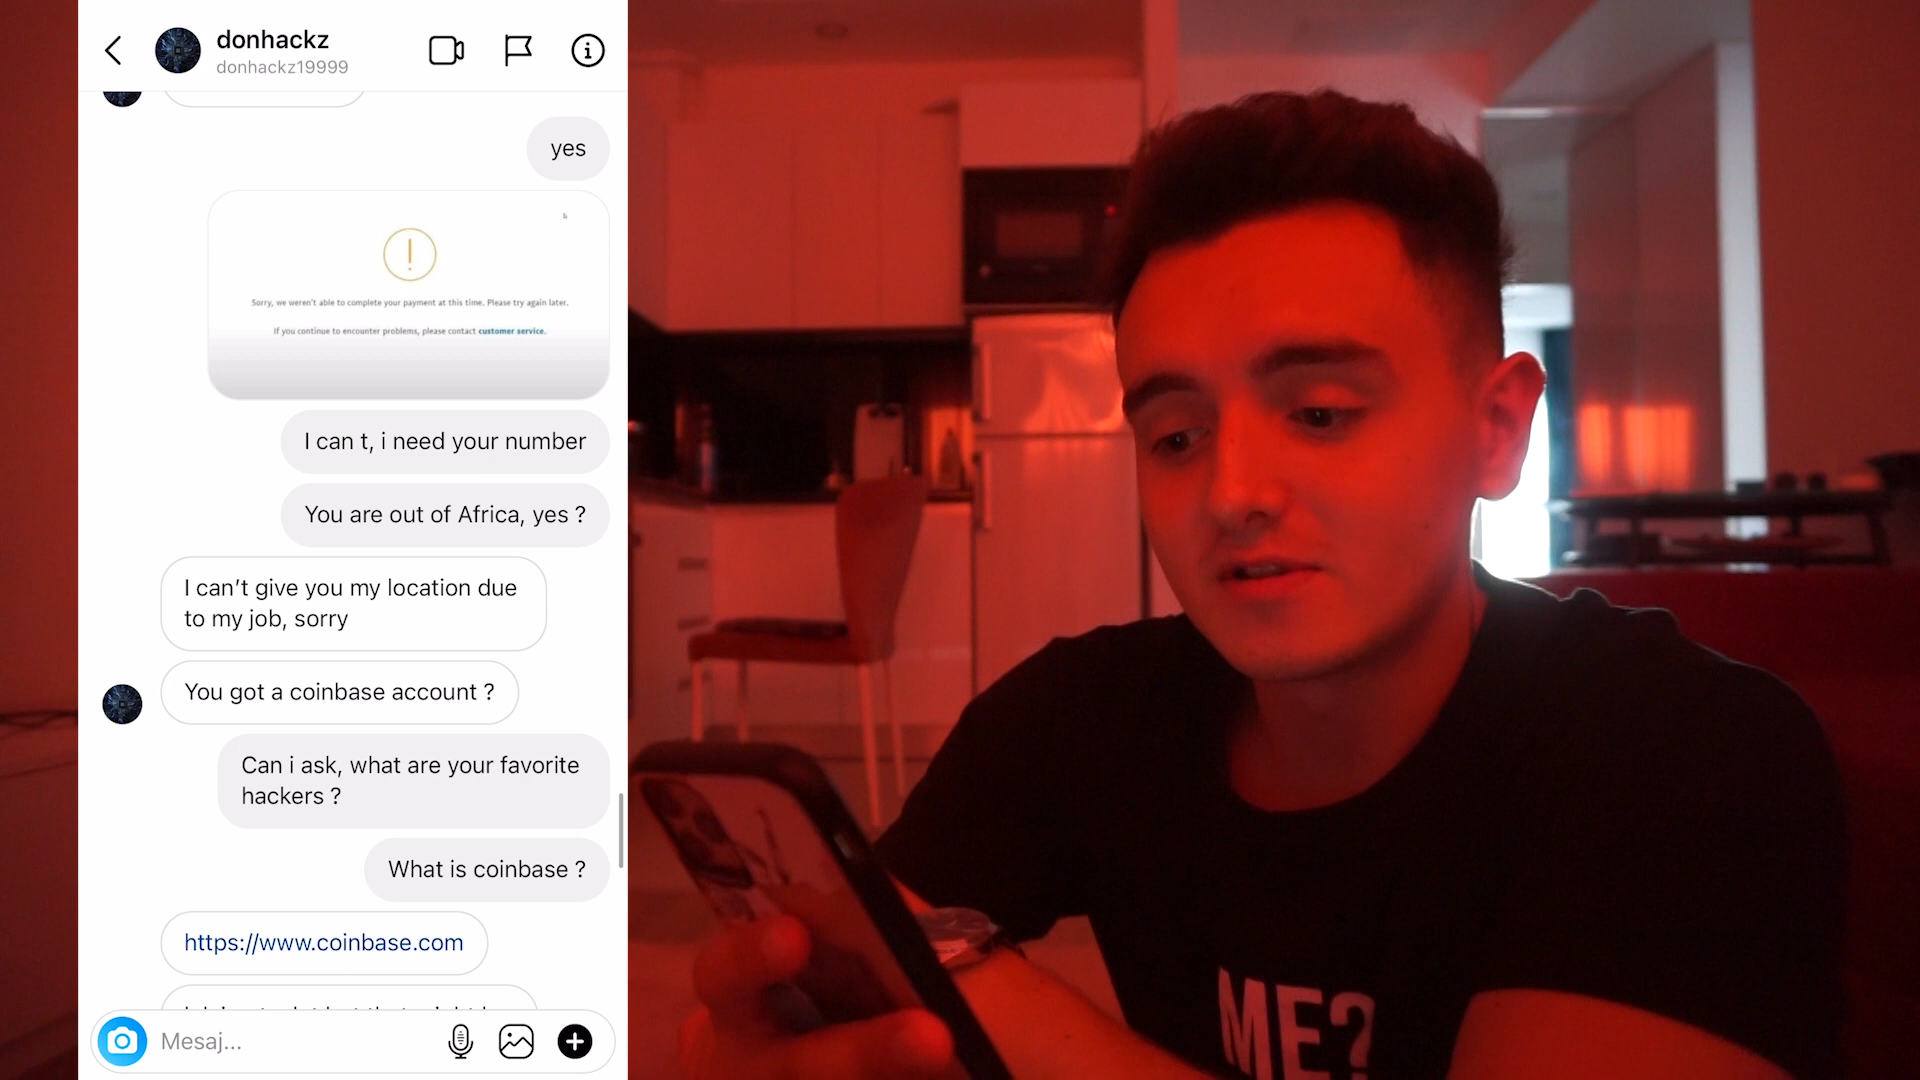 donhackz
donhackz19999
yes
Sorry, we weren't able to complete your payment at this time. Please try again later.
If you continue to encounter problems, please contact customer service.
I can t, i need your number
You are out of Africa, yes ?
I can't give you my location due
to my job, sorry
You got a coinbase account ?
Can i ask, what are your favorite
hackers ?
What is coinbase ?
https://www.coinbase.com
Mesaj...
ME?